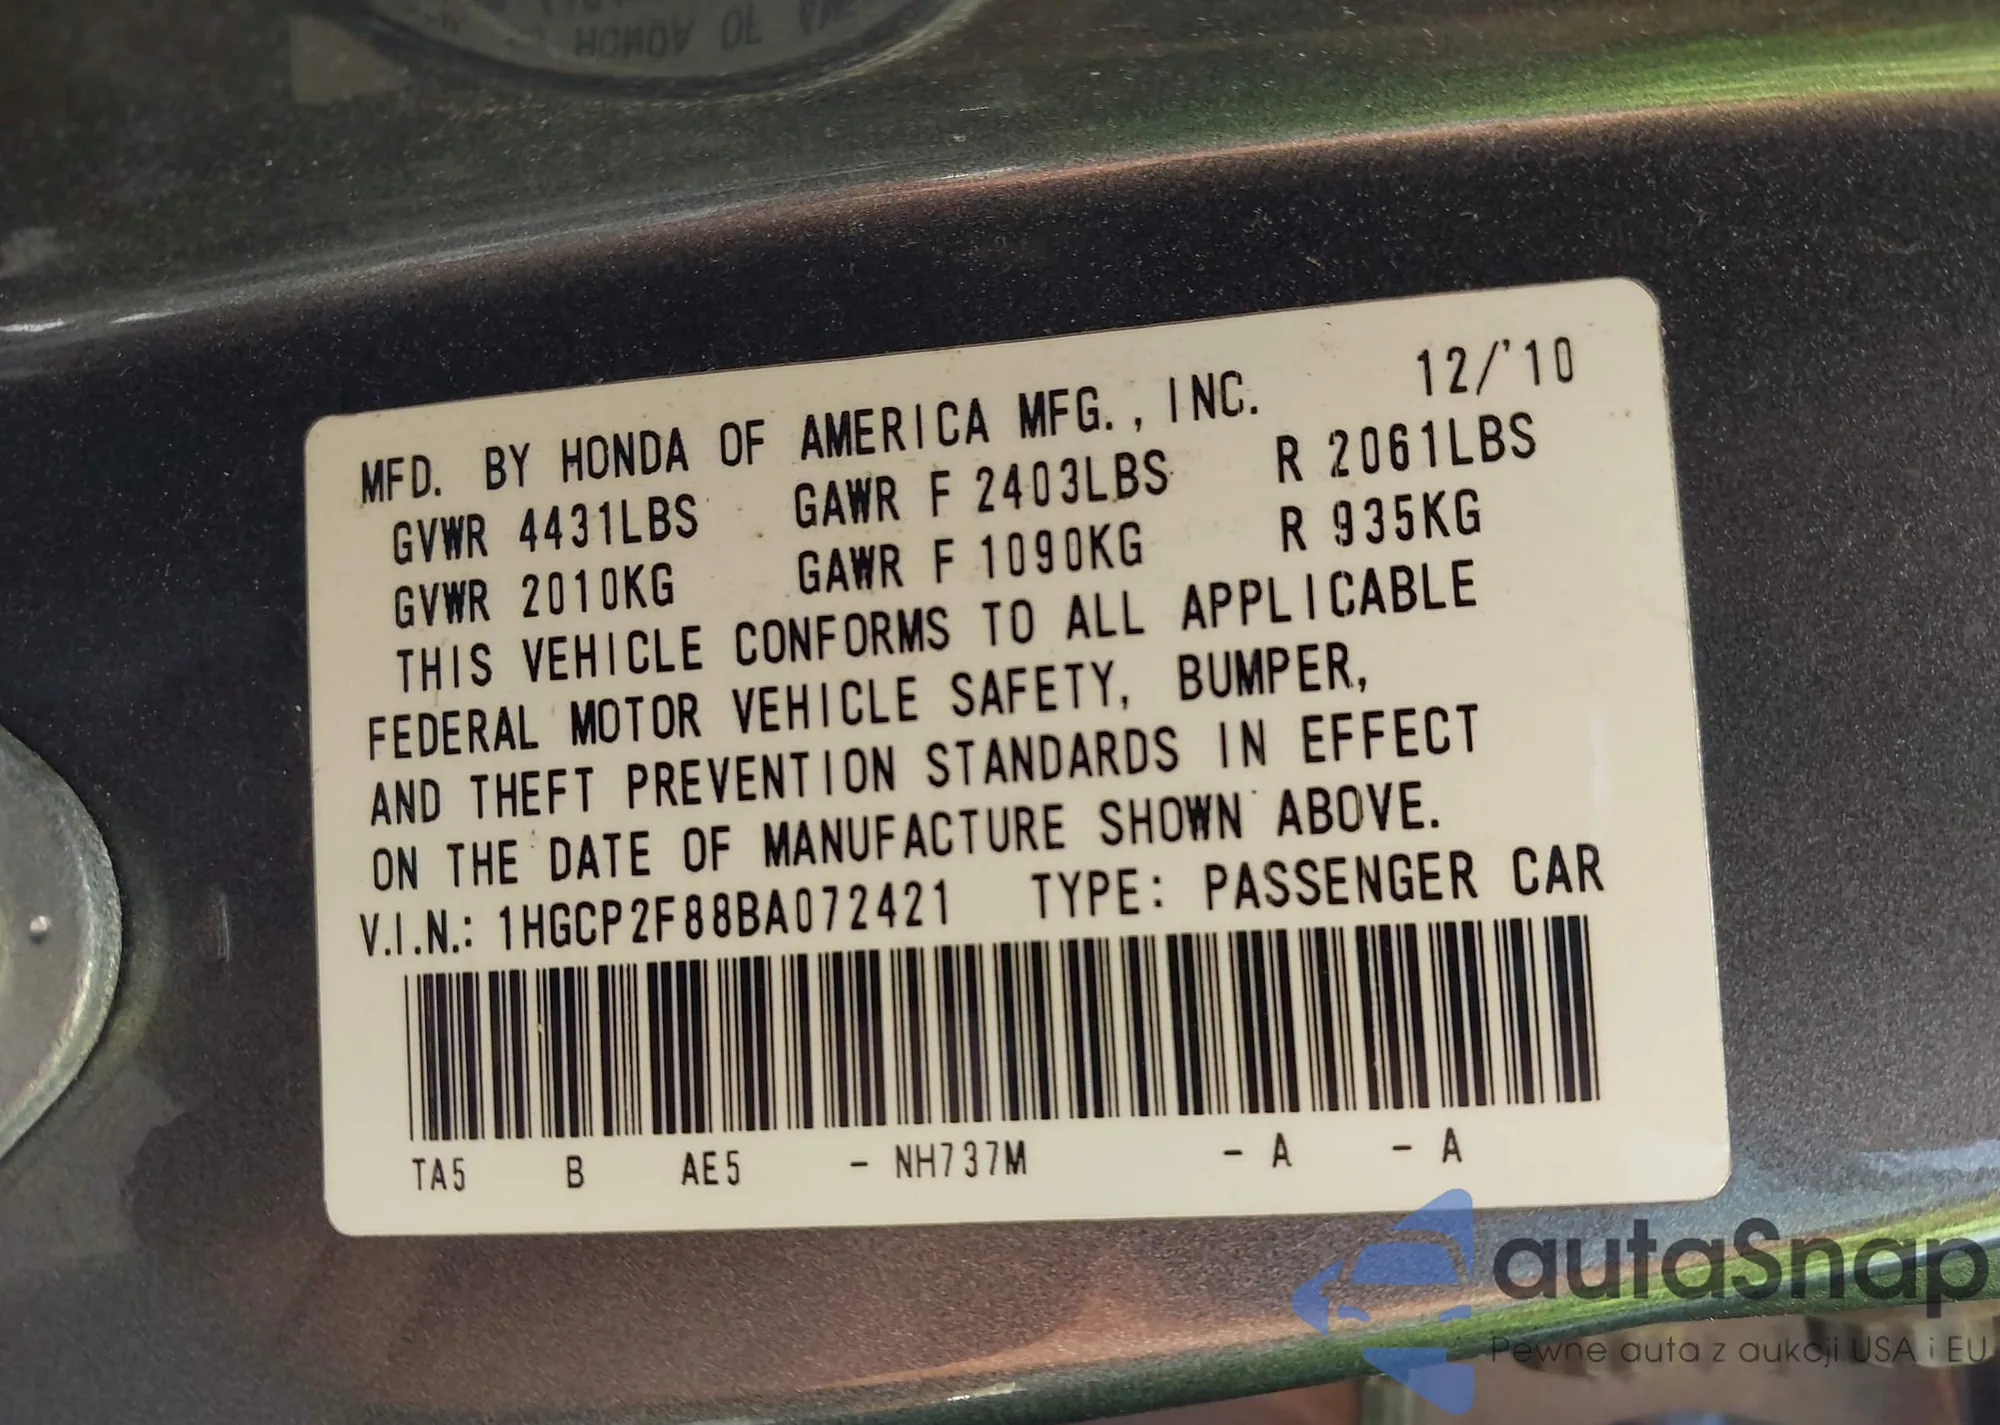 HONDA OF
MFD. BY HONDA OF AMERICA MFG., INC. 12/'10
GVWR 4431LBS GAWR F 2403LBS R 2061LBS
GVWR 2010KG GAWR F 1090KG R 935KG
THIS VEHICLE CONFORMS TO ALL APPLICABLE
FEDERAL MOTOR VEHICLE SAFETY, BUMPER,
AND THEFT PREVENTION STANDARDS IN EFFECT
ON THE DATE OF MANUFACTURE SHOWN ABOVE.
V.I.N.: 1HGCP2F88BA072421 TYPE: PASSENGER CAR
TA5 B AE5 - NH737M - A - A
autaSnap
Pewne auta z aukcji USA i EU